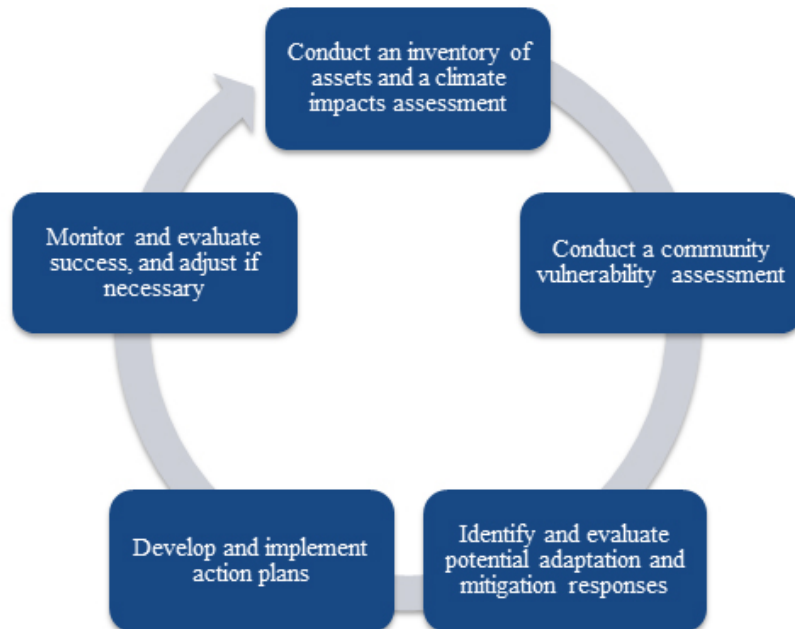 Conduct an inventory of
assets and a climate
impacts assessment
Conduct a community
vulnerability assessment
Identify and evaluate
potential adaptation and
mitigation responses
Develop and implement
action plans
Monitor and evaluate
success, and adjust if
necessary